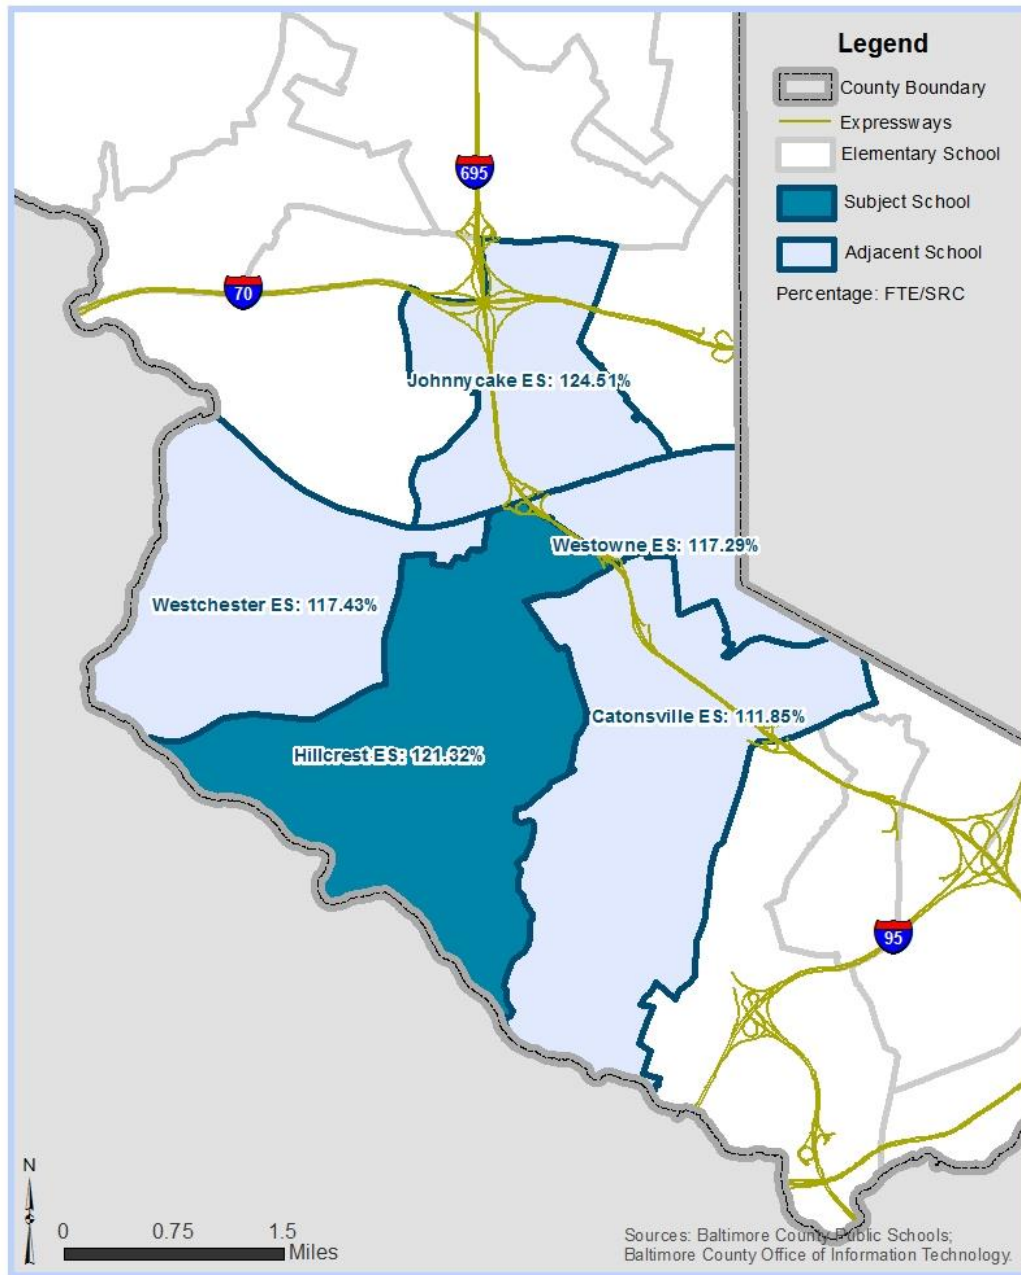 Legend
County Boundary
Expressways
Elementary School
Subject School
Adjacent School
Percentage: FTE/SRC
695
70
Johnnycake ES: 124.51%
Westowne ES: 117.29%
Westchester ES: 117.43%
Catonsville ES: 111.85%
Hillcrest ES: 121.32%
95
N
0 0.75 1.5
Miles
Sources: Baltimore County Public Schools;
Baltimore County Office of Information Technology.